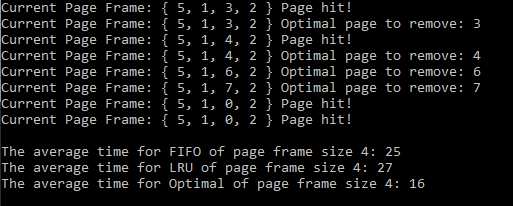 Current Page Frame: { 5, 1, 3, 2 } Page hit!
Current Page Frame: { 5, 1, 3, 2 } Optimal page to remove: 3
Current Page Frame: { 5, 1, 4, 2 } Page hit!
Current Page Frame: { 5, 1, 4, 2 } Optimal page to remove: 4
Current Page Frame: { 5, 1, 6, 2 } Optimal page to remove: 6
Current Page Frame: { 5, 1, 7, 2 } Optimal page to remove: 7
Current Page Frame: { 5, 1, 0, 2 } Page hit!
Current Page Frame: { 5, 1, 0, 2 } Page hit!
The average time for FIFO of page frame size 4: 25
The average time for LRU of page frame size 4: 27
The average time for Optimal of page frame size 4: 16